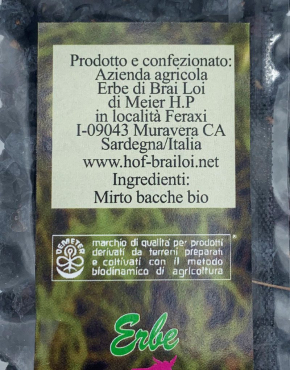 Prodotto e confezionato:
Azienda agricola
Erbe di Brai Loi
di Meier H.P
in località Feraxi
I-09043 Muravera CA
Sardegna/Italia
www.hof-brailoi.net
Ingredienti:
Mirto bacche bio
DEMETER
marchio di qualità per prodotti
derivati da terreni preparati
e coltivati con il metodo
biodinamico di agricoltura
Erbe